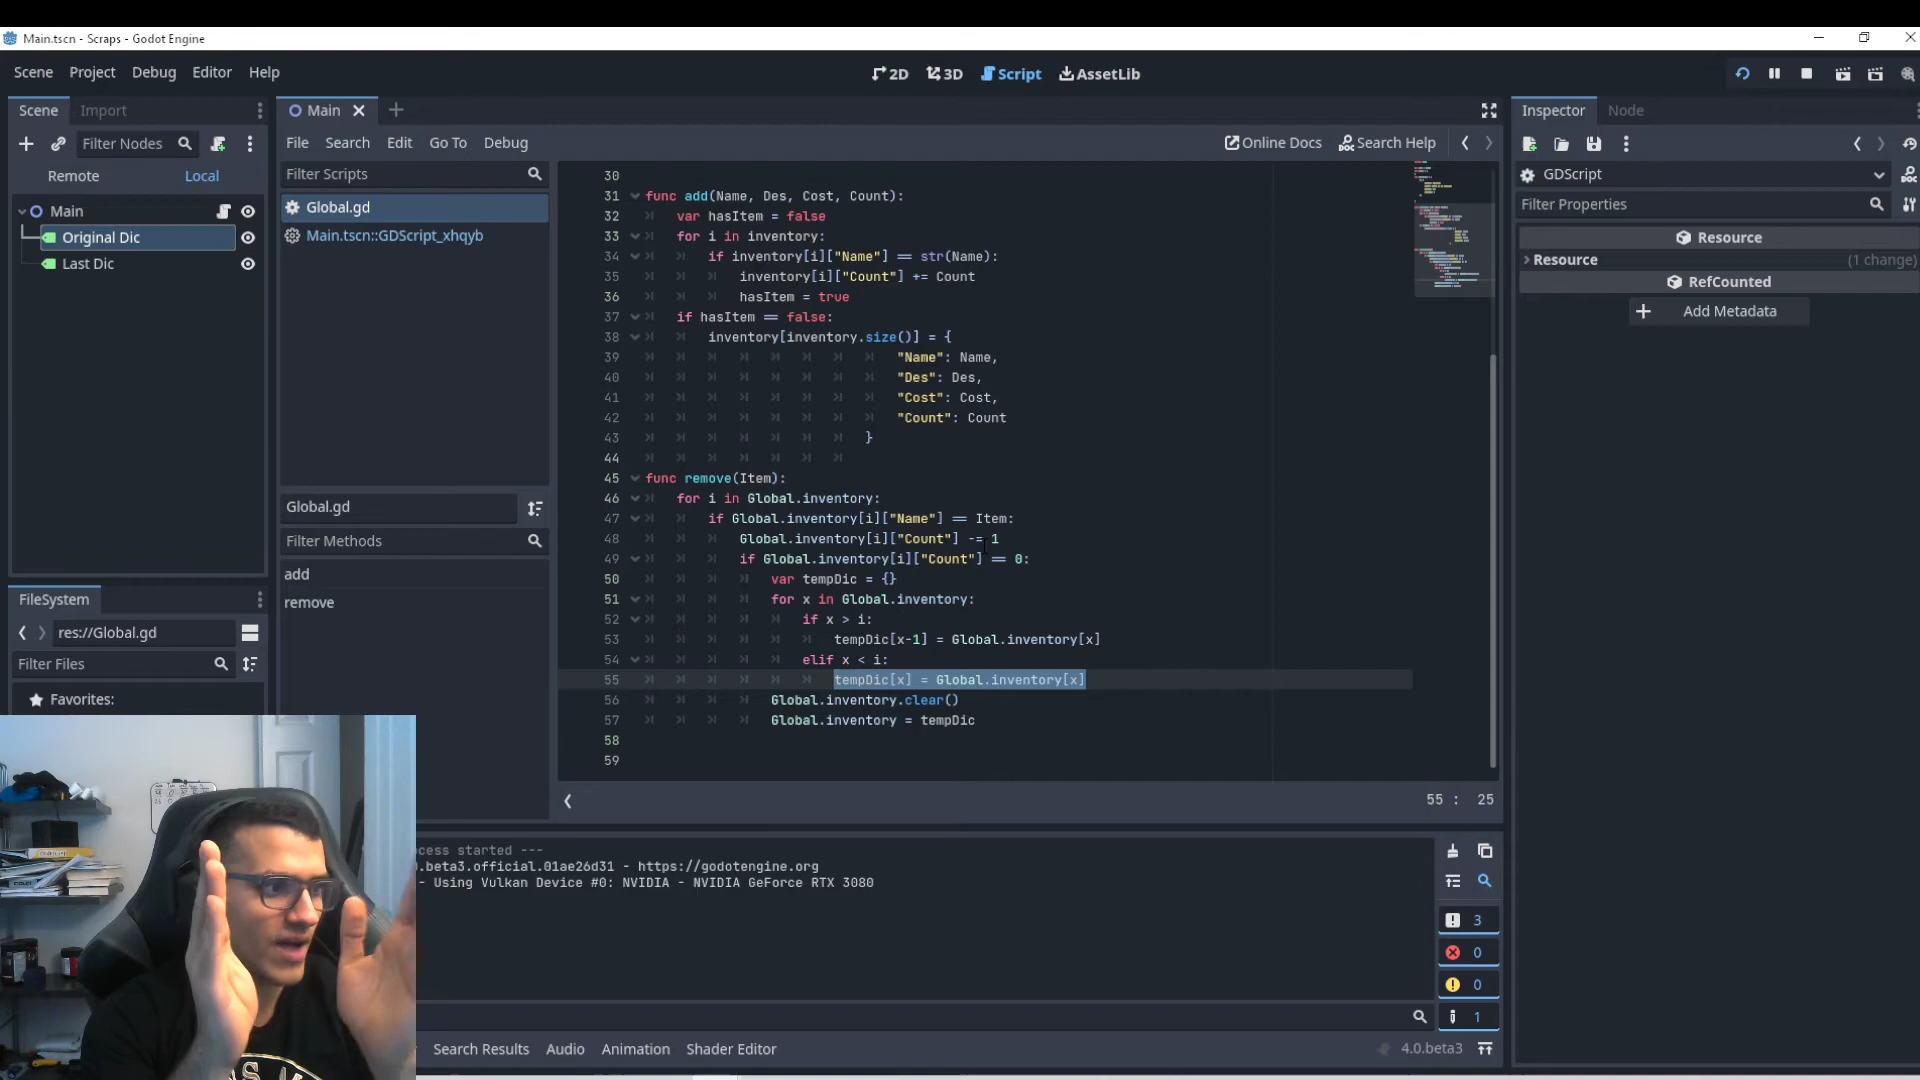 Main.tscn - Scraps - Godot Engine
Scene Project Debug Editor Help
2D 3D Script AssetLib
Scene Import
Main
Inspector Node
Filter Nodes
File Search Edit Go To Debug
Online Docs Search Help
Remote Local
Filter Scripts
GDScript
Main
Original Dic
Last Dic
Global.gd
Main.tscn::GDScript_xhqyb
Filter Properties
Resource
Resource (1 change)
RefCounted
Add Metadata
30
31 func add(Name, Des, Cost, Count):
32 var hasItem = false
33 for i in inventory:
34 if inventory[i]["Name"] == str(Name):
35 inventory[i]["Count"] += Count
36 hasItem = true
37 if hasItem == false:
38 inventory[inventory.size()] = {
39 "Name": Name,
40 "Des": Des,
41 "Cost": Cost,
42 "Count": Count
43 }
44
45 func remove(Item):
46 for i in Global.inventory:
47 if Global.inventory[i]["Name"] == Item:
48 Global.inventory[i]["Count"] -= 1
49 if Global.inventory[i]["Count"] == 0:
50 var tempDic = {}
51 for x in Global.inventory:
52 if x > i:
53 tempDic[x-1] = Global.inventory[x]
54 elif x < i:
55 tempDic[x] = Global.inventory[x]
56 Global.inventory.clear()
57 Global.inventory = tempDic
58
59
Global.gd
Filter Methods
add
remove
FileSystem
res://Global.gd
Filter Files
Favorites:
55 : 25
ocess started ---
.beta3.official.01ae26d31 - https://godotengine.org
- Using Vulkan Device #0: NVIDIA - NVIDIA GeForce RTX 3080
3
0
0
1
Search Results Audio Animation Shader Editor
4.0.beta3